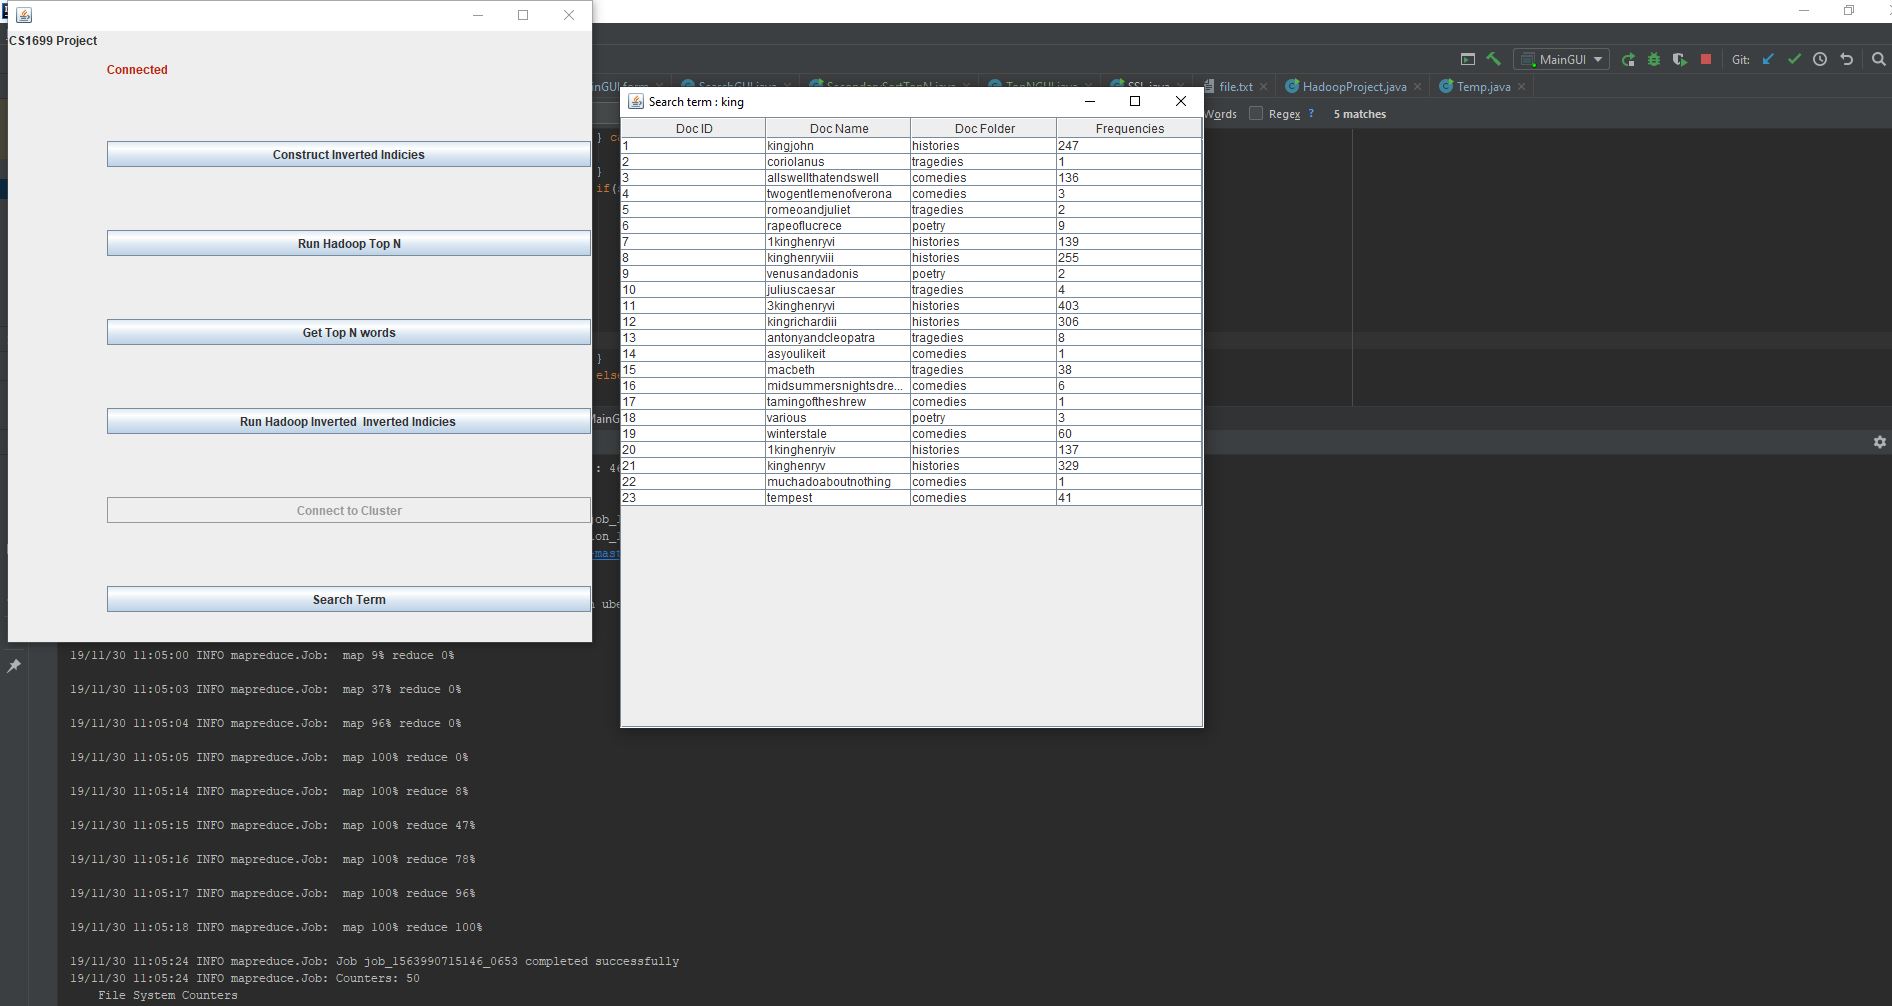 CS1699 Project
Connected
Construct Inverted Indicies
Run Hadoop Top N
Get Top N words
Run Hadoop Inverted  Inverted Indicies
Connect to Cluster
Search Term
MainGUI
Git:
SearchGUI.java
SecondarySortTopN.java
TopNGUI.java
SSL.java
file.txt
HadoopProject.java
Temp.java
Words
Regex
?
5 matches
Search term : king
Doc ID Doc Name Doc Folder Frequencies
1 kingjohn histories 247
2 coriolanus tragedies 1
3 allswellthatendswell comedies 136
4 twogentlemenofverona comedies 3
5 romeoandjuliet tragedies 2
6 rapeoflucrece poetry 9
7 1kinghenryvi histories 139
8 kinghenryviii histories 255
9 venusandadonis poetry 2
10 juliuscaesar tragedies 4
11 3kinghenryvi histories 403
12 kingrichardiii histories 306
13 antonyandcleopatra tragedies 8
14 asyoulikeit comedies 1
15 macbeth tragedies 38
16 midsummersnightsdre... comedies 6
17 tamingoftheshrew comedies 1
18 various poetry 3
19 winterstale comedies 60
20 1kinghenryiv histories 137
21 kinghenryv histories 329
22 muchadoaboutnothing comedies 1
23 tempest comedies 41
19/11/30 11:05:00 INFO mapreduce.Job:  map 9% reduce 0%
19/11/30 11:05:03 INFO mapreduce.Job:  map 37% reduce 0%
19/11/30 11:05:04 INFO mapreduce.Job:  map 96% reduce 0%
19/11/30 11:05:05 INFO mapreduce.Job:  map 100% reduce 0%
19/11/30 11:05:14 INFO mapreduce.Job:  map 100% reduce 8%
19/11/30 11:05:15 INFO mapreduce.Job:  map 100% reduce 47%
19/11/30 11:05:16 INFO mapreduce.Job:  map 100% reduce 78%
19/11/30 11:05:17 INFO mapreduce.Job:  map 100% reduce 96%
19/11/30 11:05:18 INFO mapreduce.Job:  map 100% reduce 100%
19/11/30 11:05:24 INFO mapreduce.Job: Job job_1563990715146_0653 completed successfully
19/11/30 11:05:24 INFO mapreduce.Job: Counters: 50
File System Counters